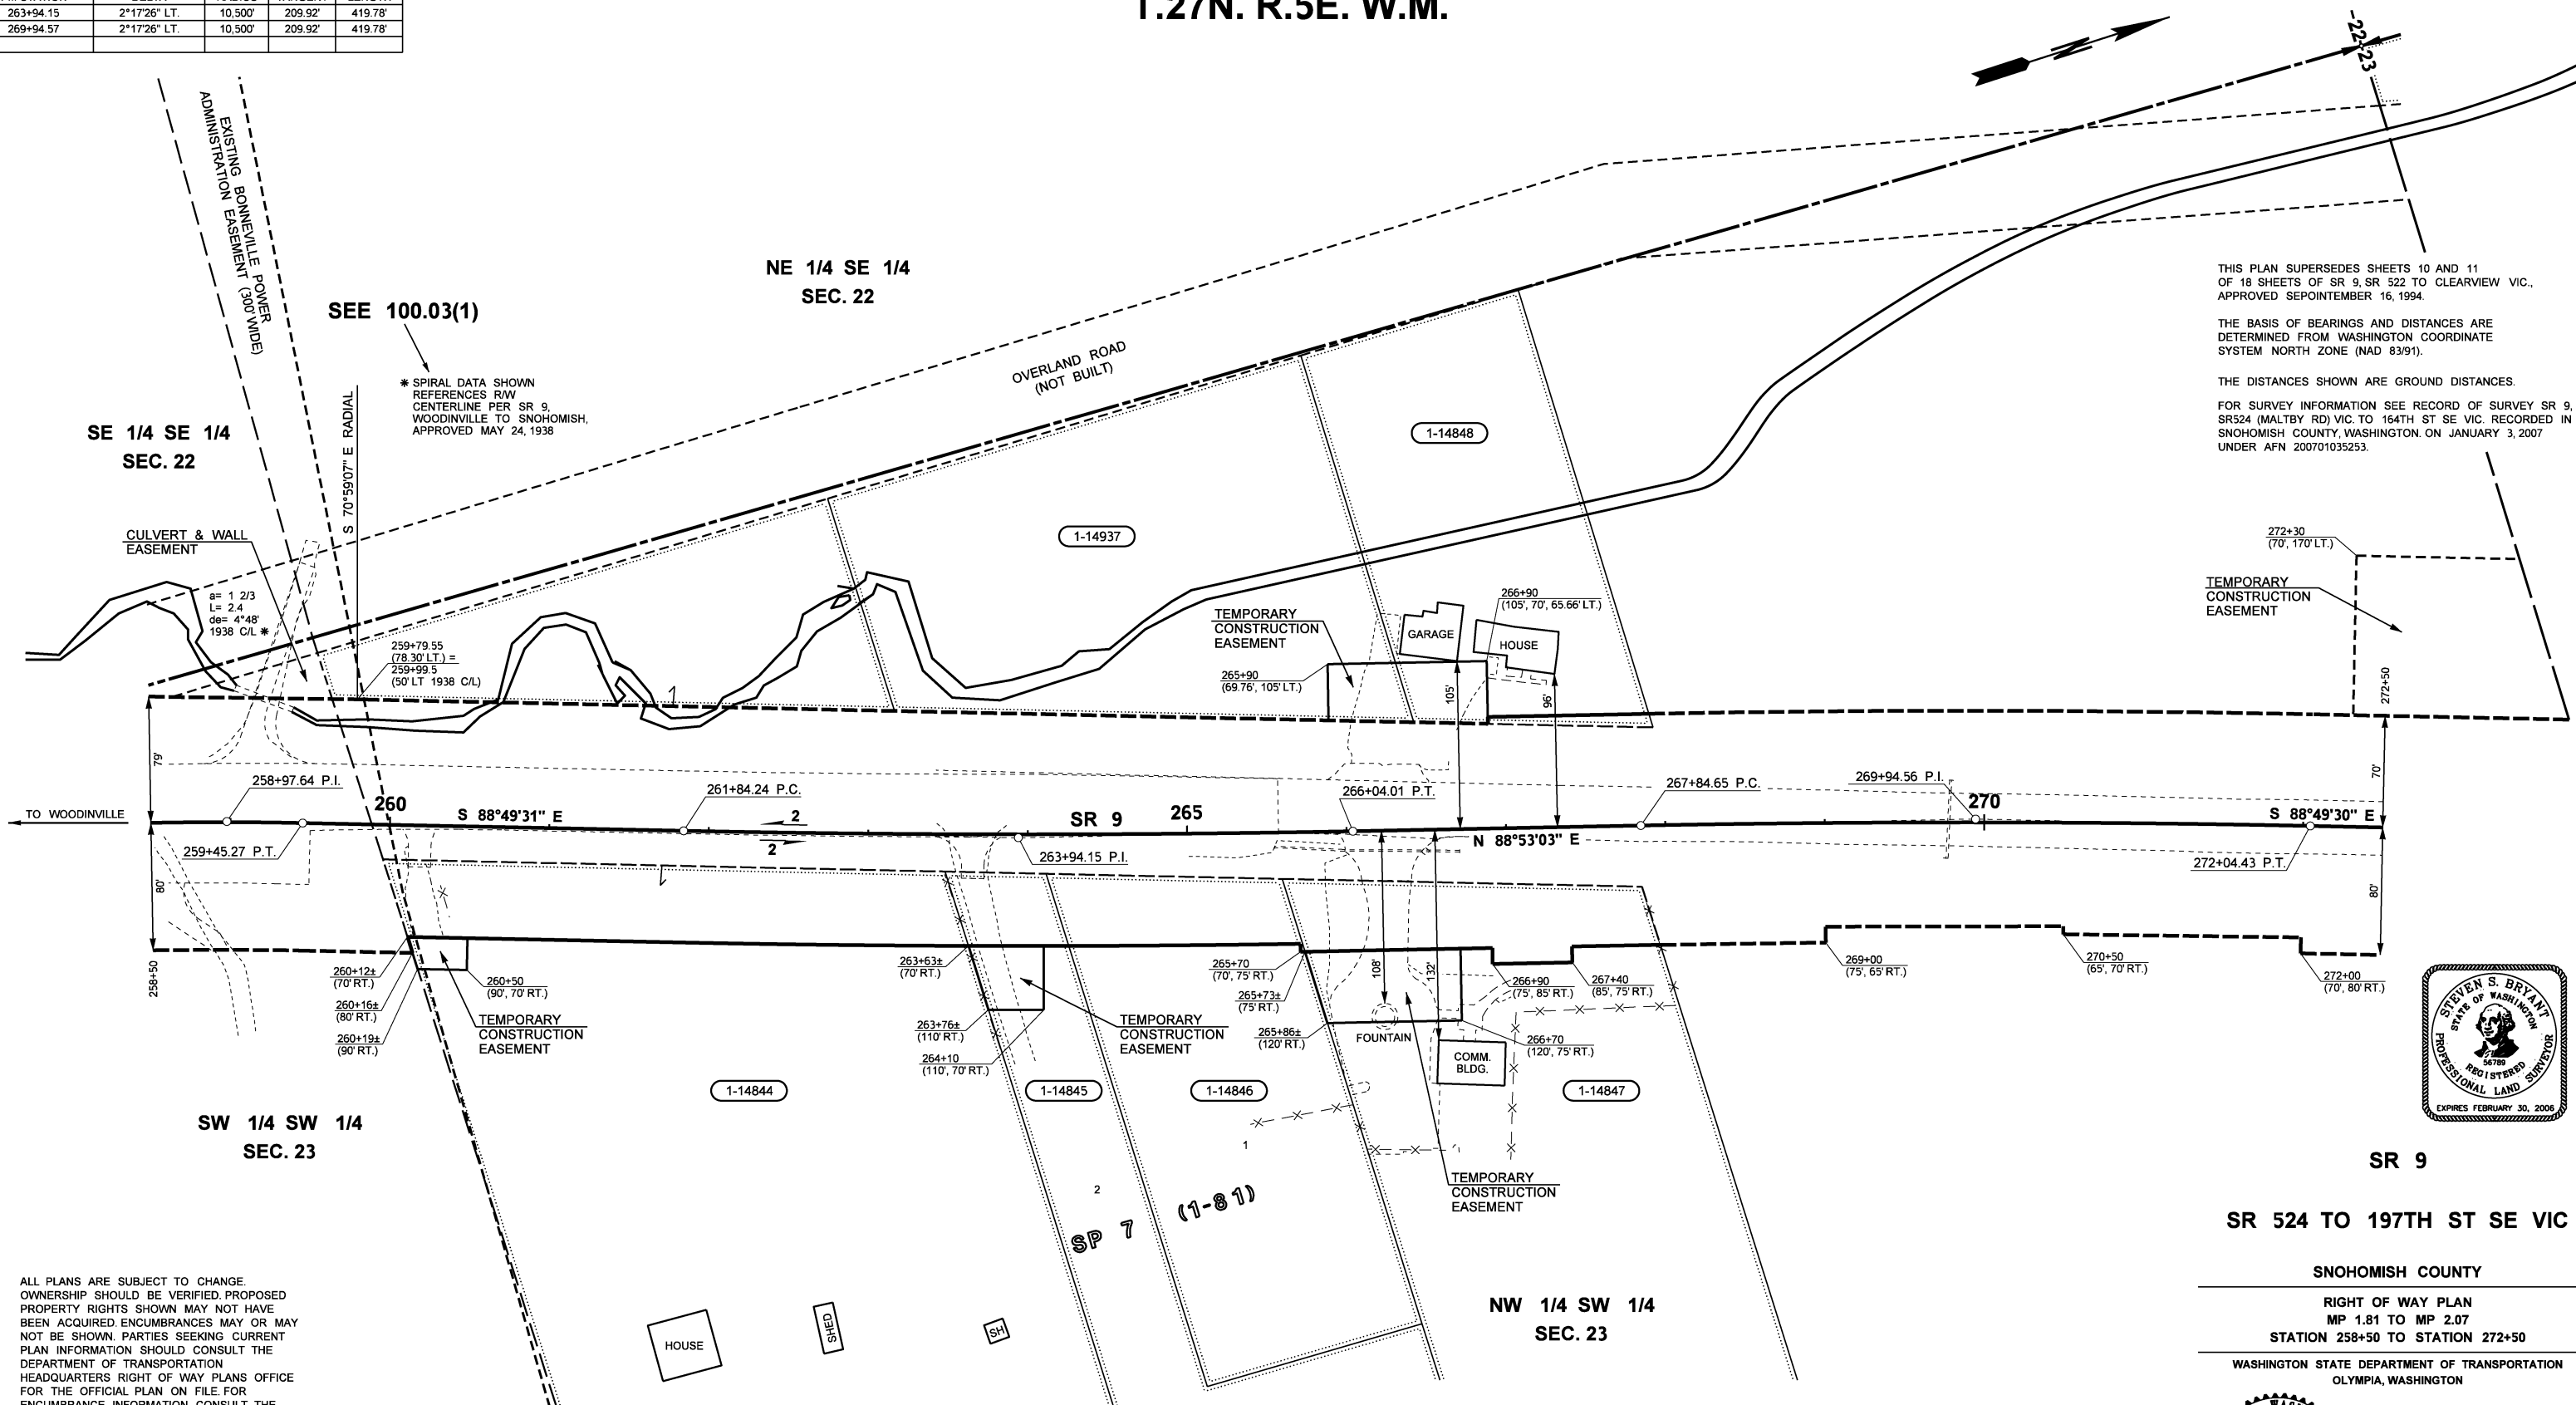 T.27N. R.5E. W.M.
263+94.15 2°17'26" LT. 10,500' 209.92' 419.78'
269+94.57 2°17'26" LT. 10,500' 209.92' 419.78'
N
22 23
EXISTING BONNEVILLE POWER
ADMINISTRATION EASEMENT (300' WIDE)
NE 1/4 SE 1/4
SEC. 22
SEE 100.03(1)
* SPIRAL DATA SHOWN
REFERENCES R/W
CENTERLINE PER SR 9,
WOODINVILLE TO SNOHOMISH,
APPROVED MAY 24, 1938
OVERLAND ROAD
(NOT BUILT)
THIS PLAN SUPERSEDES SHEETS 10 AND 11
OF 18 SHEETS OF SR 9, SR 522 TO CLEARVIEW VIC.,
APPROVED SEPOINTEMBER 16, 1994.
THE BASIS OF BEARINGS AND DISTANCES ARE
DETERMINED FROM WASHINGTON COORDINATE
SYSTEM NORTH ZONE (NAD 83/91).
THE DISTANCES SHOWN ARE GROUND DISTANCES.
FOR SURVEY INFORMATION SEE RECORD OF SURVEY SR 9,
SR524 (MALTBY RD) VIC. TO 164TH ST SE VIC. RECORDED IN
SNOHOMISH COUNTY, WASHINGTON. ON JANUARY 3, 2007
UNDER AFN 200701035253.
SE 1/4 SE 1/4
SEC. 22
S 70°59'07" E RADIAL
1-14848
1-14937
CULVERT & WALL
EASEMENT
a= 1 2/3
L= 2.4
de= 4°48'
1938 C/L *
259+79.55
(78.30' LT.) =
259+99.5
(50' LT 1938 C/L)
TEMPORARY
CONSTRUCTION
EASEMENT
265+90
(69.76', 105' LT.)
GARAGE
HOUSE
266+90
(105', 70', 65.66' LT.)
105'
96'
272+30
(70', 170' LT.)
TEMPORARY
CONSTRUCTION
EASEMENT
272+50
79'
70'
TO WOODINVILLE
258+97.64 P.I.
260
S 88°49'31" E
261+84.24 P.C.
2
2
SR 9
265
266+04.01 P.T.
267+84.65 P.C.
269+94.56 P.I.
270
S 88°49'30" E
259+45.27 P.T.
263+94.15 P.I.
N 88°53'03" E
272+04.43 P.T.
80'
80'
258+50
260+12±
(70' RT.)
260+16±
(80' RT.)
260+19±
(90' RT.)
260+50
(90', 70' RT.)
TEMPORARY
CONSTRUCTION
EASEMENT
263+63±
(70' RT.)
263+76±
(110' RT.)
264+10
(110', 70' RT.)
TEMPORARY
CONSTRUCTION
EASEMENT
265+70
(70', 75' RT.)
265+73±
(75' RT.)
265+86±
(120' RT.)
108'
132'
FOUNTAIN
COMM.
BLDG.
266+90
(75', 85' RT.)
267+40
(85', 75' RT.)
266+70
(120', 75' RT.)
269+00
(75', 65' RT.)
270+50
(65', 70' RT.)
272+00
(70', 80' RT.)
1-14844
1-14845
1-14846
1-14847
SW 1/4 SW 1/4
SEC. 23
1
2
SP 7 (1-81)
TEMPORARY
CONSTRUCTION
EASEMENT
NW 1/4 SW 1/4
SEC. 23
HOUSE
SHED
SH
STEVEN S. BRYANT
STATE OF WASHINGTON
56789
REGISTERED
PROFESSIONAL LAND SURVEYOR
EXPIRES FEBRUARY 30, 2006
SR 9
SR 524 TO 197TH ST SE VIC
SNOHOMISH COUNTY
RIGHT OF WAY PLAN
MP 1.81 TO MP 2.07
STATION 258+50 TO STATION 272+50
WASHINGTON STATE DEPARTMENT OF TRANSPORTATION
OLYMPIA, WASHINGTON
ALL PLANS ARE SUBJECT TO CHANGE.
OWNERSHIP SHOULD BE VERIFIED. PROPOSED
PROPERTY RIGHTS SHOWN MAY NOT HAVE
BEEN ACQUIRED. ENCUMBRANCES MAY OR MAY
NOT BE SHOWN. PARTIES SEEKING CURRENT
PLAN INFORMATION SHOULD CONSULT THE
DEPARTMENT OF TRANSPORTATION
HEADQUARTERS RIGHT OF WAY PLANS OFFICE
FOR THE OFFICIAL PLAN ON FILE. FOR
ENCUMBRANCE INFORMATION CONSULT THE